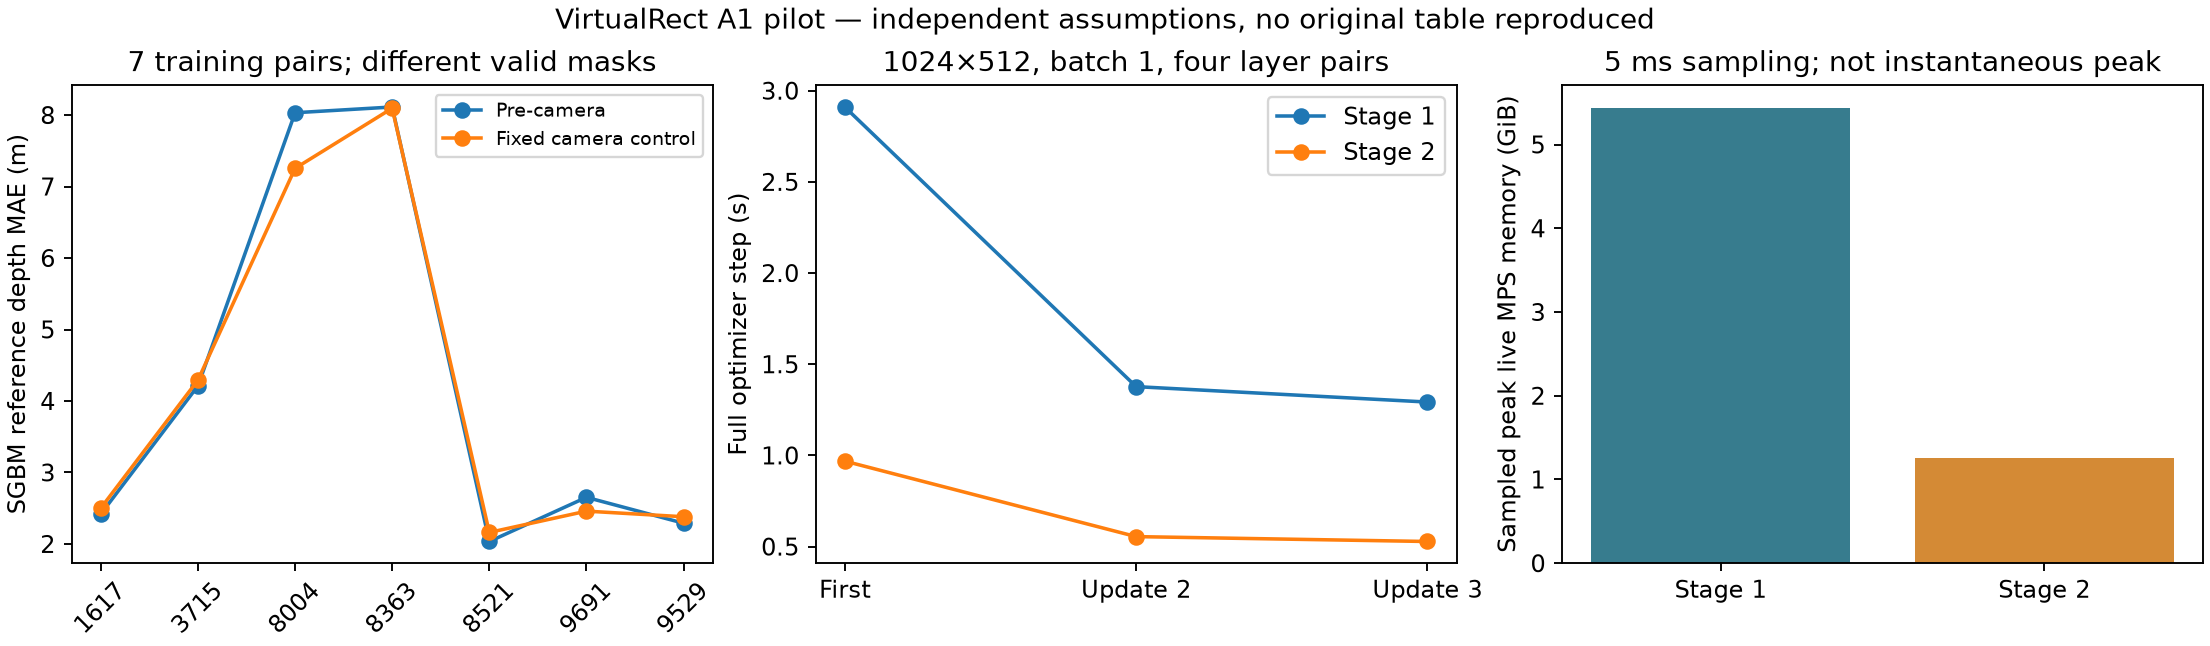 VirtualRect A1 pilot — independent assumptions, no original table reproduced
7 training pairs; different valid masks
SGBM reference depth MAE (m)
8
7
6
5
4
3
2
Pre-camera
Fixed camera control
1617
3715
8004
8363
8521
9691
9529
1024×512, batch 1, four layer pairs
Full optimizer step (s)
3.0
2.5
2.0
1.5
1.0
0.5
Stage 1
Stage 2
First
Update 2
Update 3
5 ms sampling; not instantaneous peak
Sampled peak live MPS memory (GiB)
5
4
3
2
1
0
Stage 1
Stage 2